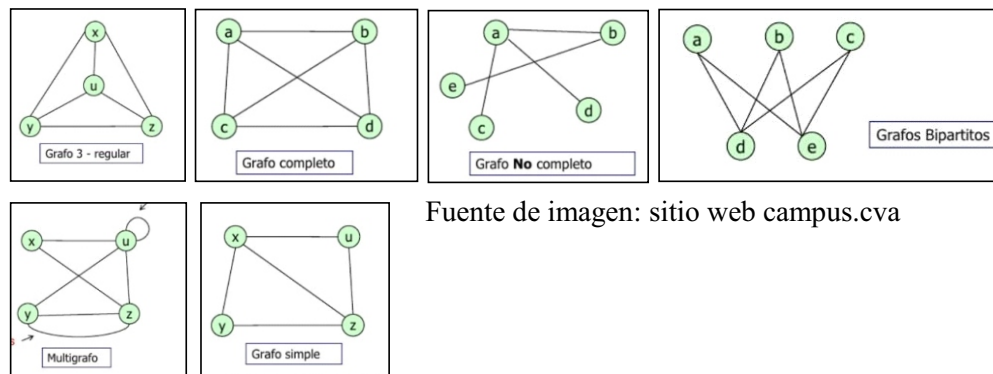 x
u
y
z
Grafo 3 - regular
a
b
c
d
Grafo completo
a
b
e
d
c
Grafo No completo
a
b
c
d
e
Grafos Bipartitos
x
u
y
z
s
Multigrafo
x
u
y
z
Grafo simple
Fuente de imagen: sitio web campus.cva